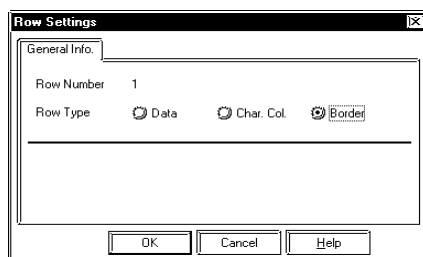 Row Settings
General Info.
Row Number 1
Row Type Data Char. Col. Border
OK Cancel Help